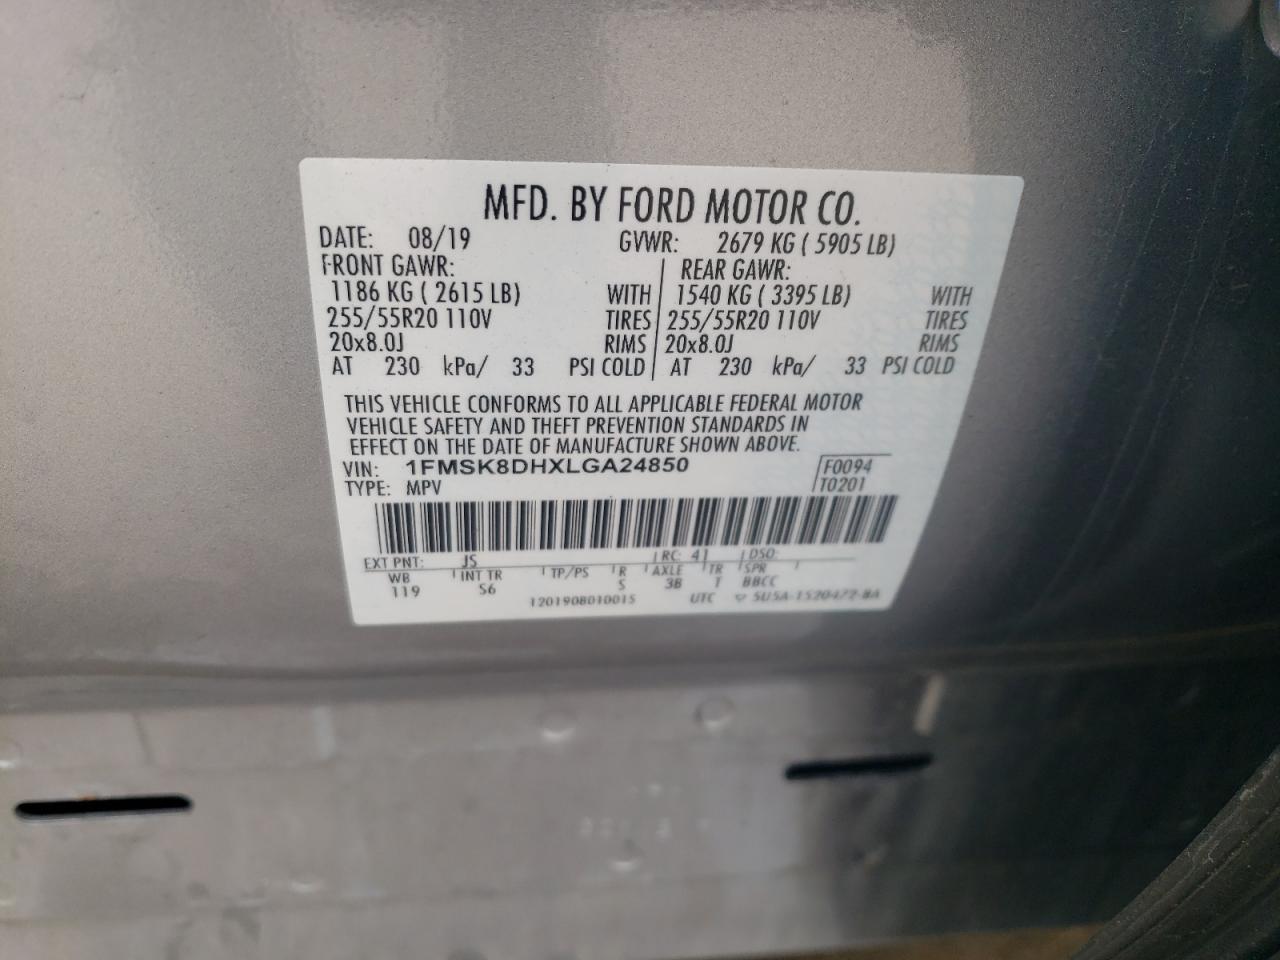 MFD. BY FORD MOTOR CO.
DATE: 08/19 GVWR: 2679 KG ( 5905 LB)
FRONT GAWR: REAR GAWR:
1186 KG ( 2615 LB) WITH 1540 KG ( 3395 LB) WITH
255/55R20 110V TIRES 255/55R20 110V TIRES
20x8.0J RIMS 20x8.0J RIMS
AT 230 kPa/ 33 PSI COLD AT 230 kPa/ 33 PSI COLD
THIS VEHICLE CONFORMS TO ALL APPLICABLE FEDERAL MOTOR
VEHICLE SAFETY AND THEFT PREVENTION STANDARDS IN
EFFECT ON THE DATE OF MANUFACTURE SHOWN ABOVE.
VIN: 1FMSK8DHXLGA24850 F0094
TYPE: MPV T0201
EXT PNT: JS RC: 41 DSO:
WB INT TR TP/PS R AXLE TR SPR
119 S6 S 3B T BBCC
1201908010015 UTC 5U5A-1520472-BA